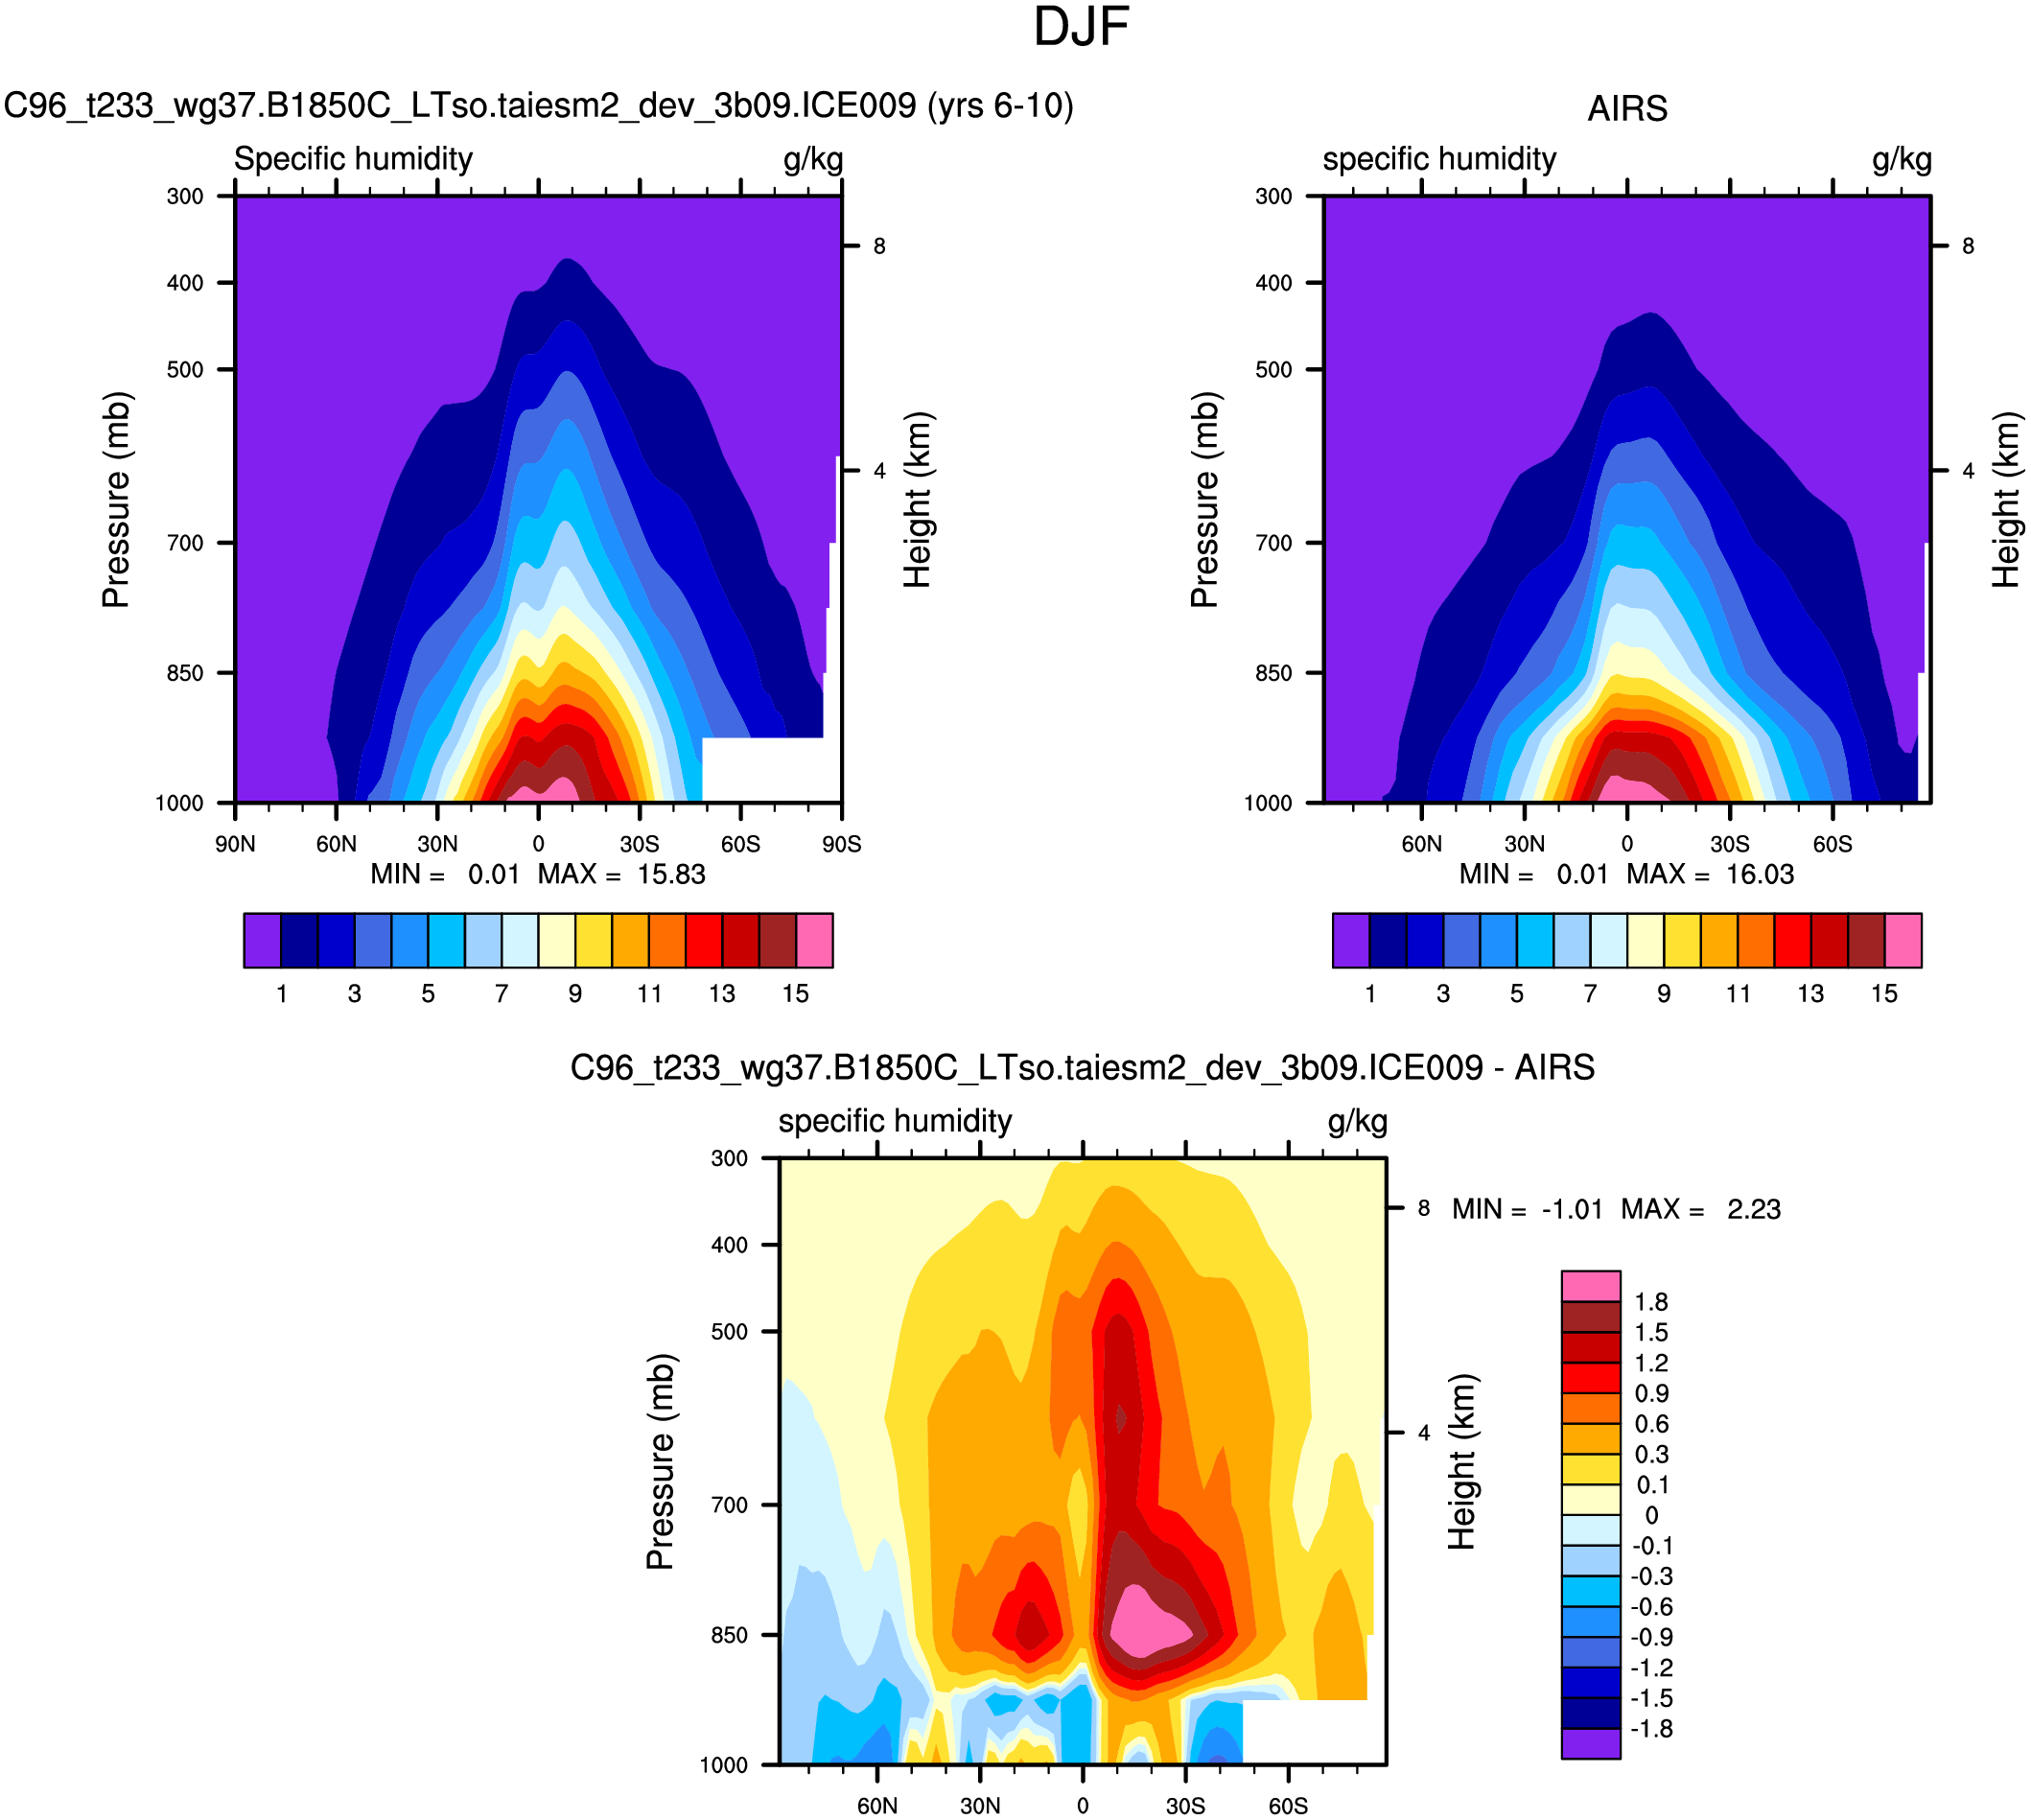 DJF
C96_t233_wg37.B1850C_LTso.taiesm2_dev_3b09.ICE009 (yrs 6-10)
AIRS
Specific humidity g/kg
specific humidity g/kg
300
400
500
700
850
1000
Pressure (mb)
8
4
Height (km)
90N 60N 30N 0 30S 60S 90S
MIN = 0.01 MAX = 15.83
1 3 5 7 9 11 13 15
300
400
500
700
850
1000
Pressure (mb)
8
4
Height (km)
60N 30N 0 30S 60S
MIN = 0.01 MAX = 16.03
1 3 5 7 9 11 13 15
C96_t233_wg37.B1850C_LTso.taiesm2_dev_3b09.ICE009 - AIRS
specific humidity g/kg
300
400
500
700
850
1000
Pressure (mb)
8
4
Height (km)
60N 30N 0 30S 60S
MIN = -1.01 MAX = 2.23
1.8
1.5
1.2
0.9
0.6
0.3
0.1
0
-0.1
-0.3
-0.6
-0.9
-1.2
-1.5
-1.8